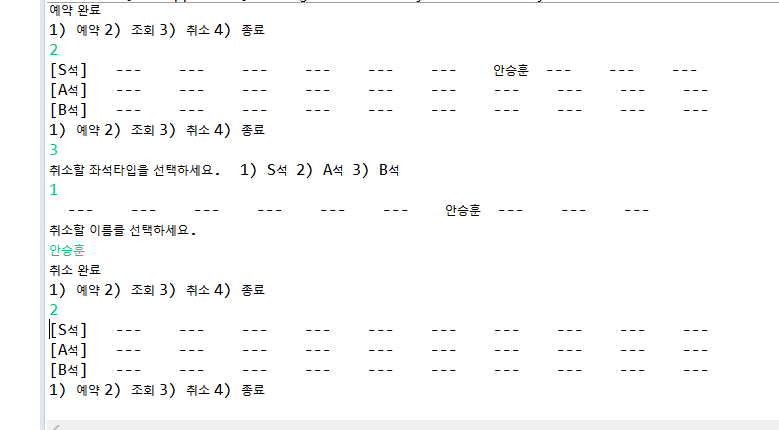 예약 완료
1) 예약 2) 조회 3) 취소 4) 종료
2
[S석] --- --- --- --- --- --- 안승훈 --- --- ---
[A석] --- --- --- --- --- --- --- --- --- ---
[B석] --- --- --- --- --- --- --- --- --- ---
1) 예약 2) 조회 3) 취소 4) 종료
3
취소할 좌석타입을 선택하세요. 1) S석 2) A석 3) B석
1
--- --- --- --- --- --- 안승훈 --- --- ---
취소할 이름를 선택하세요.
안승훈
취소 완료
1) 예약 2) 조회 3) 취소 4) 종료
2
[S석] --- --- --- --- --- --- --- --- --- ---
[A석] --- --- --- --- --- --- --- --- --- ---
[B석] --- --- --- --- --- --- --- --- --- ---
1) 예약 2) 조회 3) 취소 4) 종료